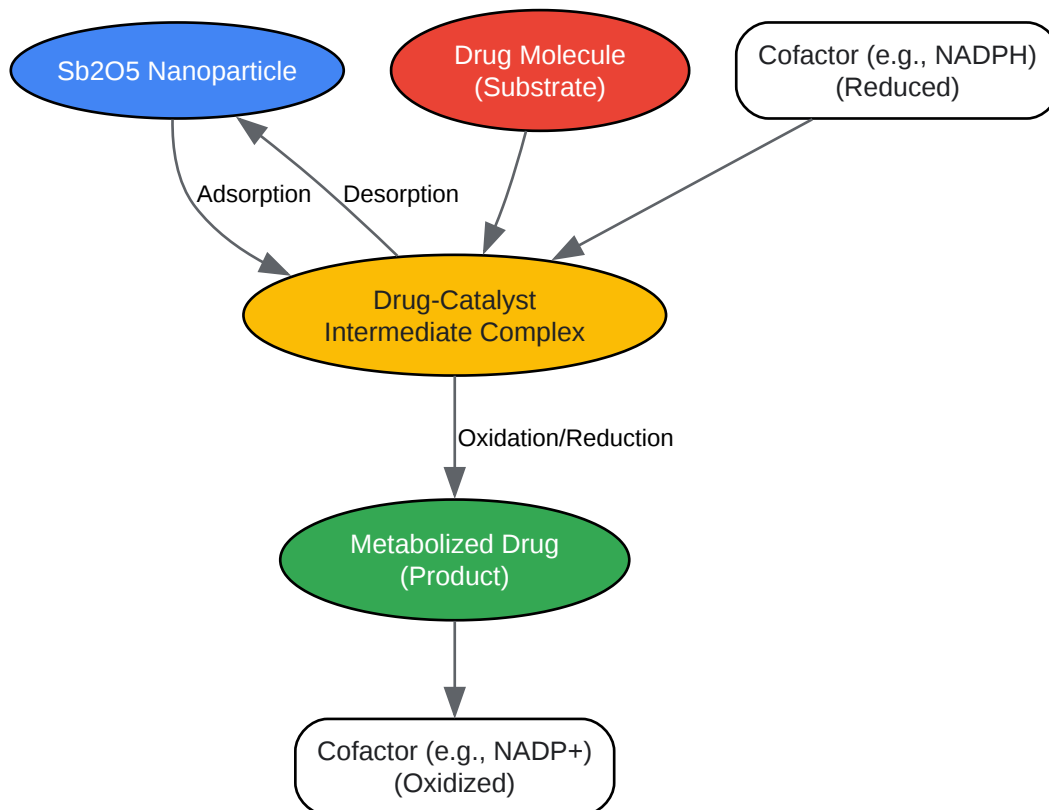 Sb2O5 Nanoparticle
Drug Molecule
(Substrate)
Cofactor (e.g., NADPH)
(Reduced)
Adsorption
Desorption
Drug-Catalyst
Intermediate Complex
Oxidation/Reduction
Metabolized Drug
(Product)
Cofactor (e.g., NADP+)
(Oxidized)